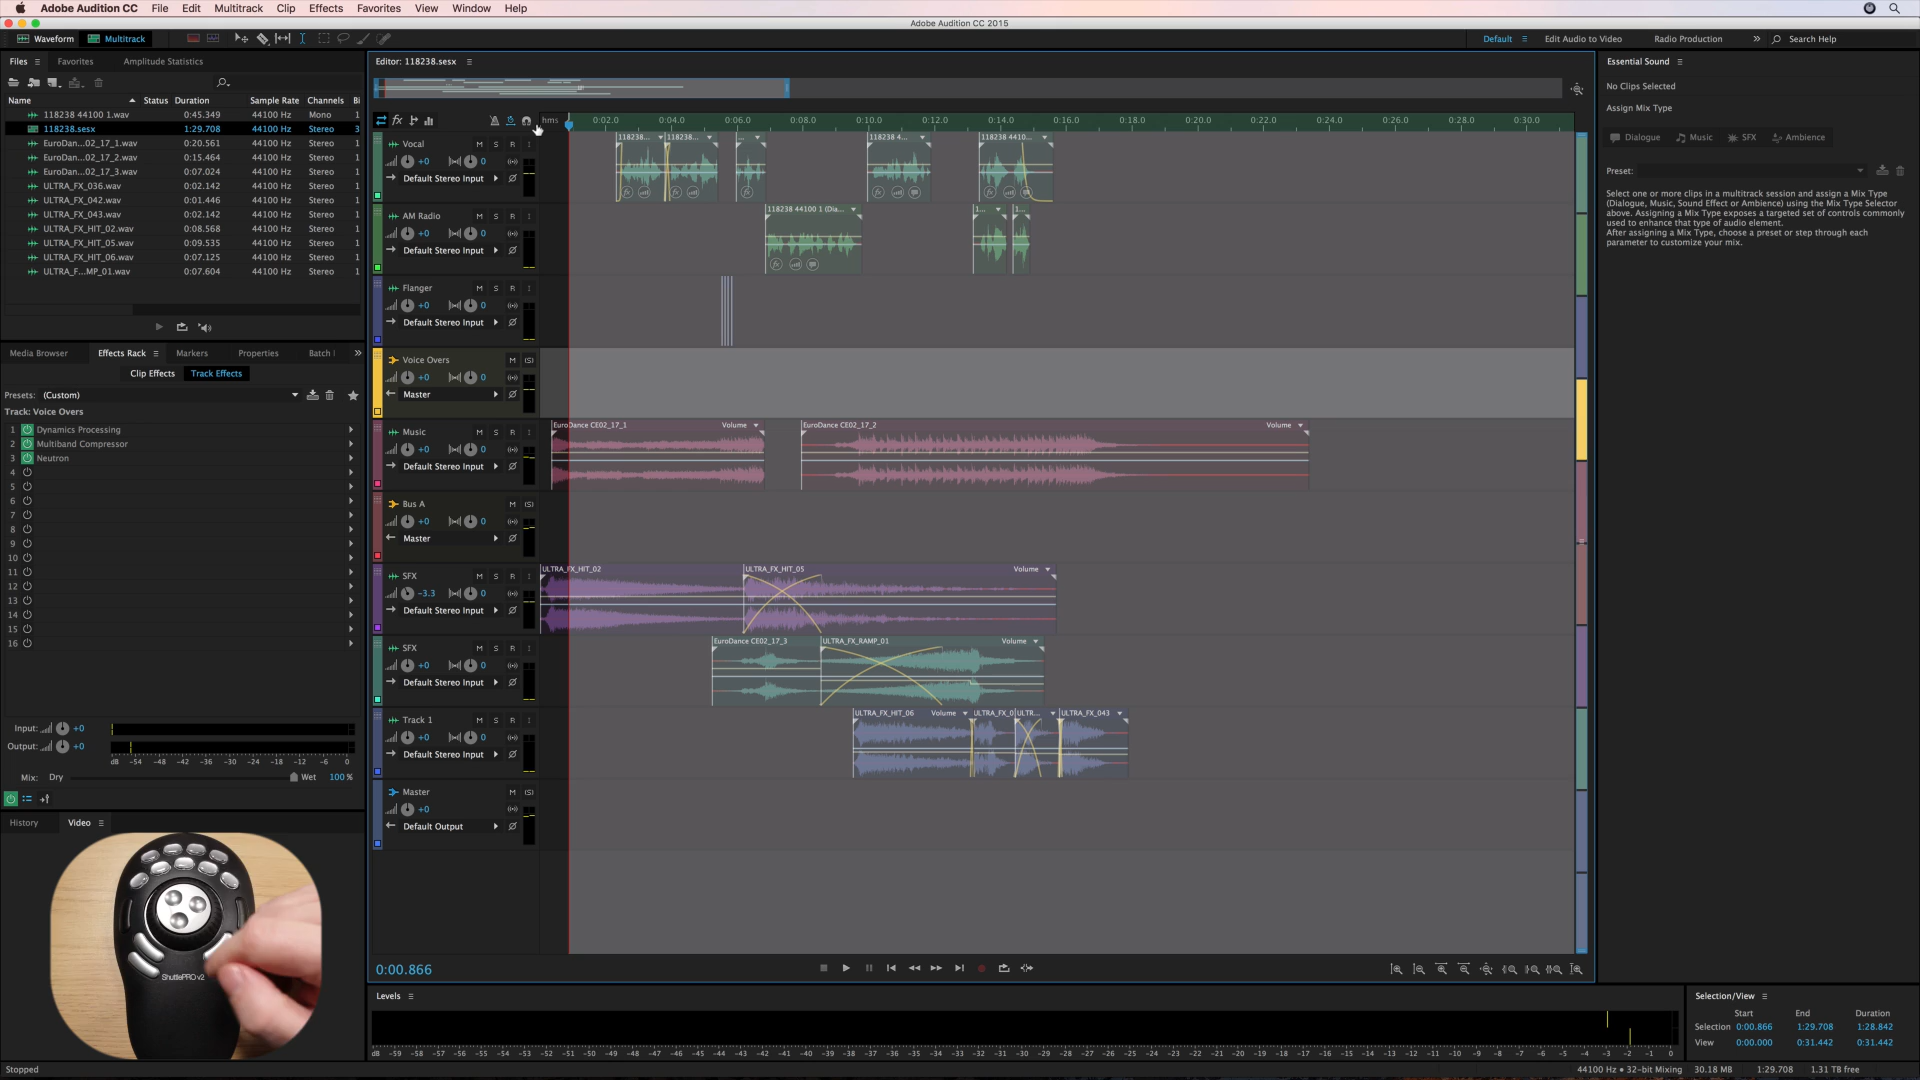 Adobe Audition CC File Edit Multitrack Clip Effects Favorites View Window Help
Adobe Audition CC 2015
Waveform Multitrack Default Edit Audio to Video Radio Production Search Help
Files Favorites Amplitude Statistics
Name Status Duration Sample Rate Channels Bi
118238 44100 1.wav 0:45.349 44100 Hz Mono 1
118238.sesx 1:29.708 44100 Hz Stereo 3
EuroDan...02_17_1.wav 0:20.561 44100 Hz Stereo 1
EuroDan...02_17_2.wav 0:15.464 44100 Hz Stereo 1
EuroDan...02_17_3.wav 0:07.024 44100 Hz Stereo 1
ULTRA_FX_036.wav 0:02.142 44100 Hz Stereo 1
ULTRA_FX_042.wav 0:01.446 44100 Hz Stereo 1
ULTRA_FX_043.wav 0:02.142 44100 Hz Stereo 1
ULTRA_FX_HIT_02.wav 0:08.568 44100 Hz Stereo 1
ULTRA_FX_HIT_05.wav 0:09.535 44100 Hz Stereo 1
ULTRA_FX_HIT_06.wav 0:07.125 44100 Hz Stereo 1
ULTRA_F...MP_01.wav 0:07.604 44100 Hz Stereo 1
Media Browser Effects Rack Markers Properties Batch
Clip Effects Track Effects
Presets: (Custom)
Track: Voice Overs
1 Dynamics Processing
2 Multiband Compressor
3 Neutron
4
5
6
7
8
9
10
11
12
13
14
15
16
Input: +0
Output: +0
dB -54 -48 -42 -36 -30 -24 -18 -12 -6 0
Mix: Dry Wet 100 %
History Video
ShuttlePRO v2
Editor: 118238.sesx
hms 0:02.0 0:04.0 0:06.0 0:08.0 0:10.0 0:12.0 0:14.0 0:16.0 0:18.0 0:20.0 0:22.0 0:24.0 0:26.0 0:28.0 0:30.0
118238... 118238... ... 118238 4... 118238 4410...
Vocal M S R I
+0 0
Default Stereo Input
118238 44100 1 (Dia... 1... 1...
AM Radio M S R I
+0 0
Default Stereo Input
Flanger M S R I
+0 0
Default Stereo Input
Voice Overs M (S)
+0 0
Master
EuroDance CE02_17_1 Volume EuroDance CE02_17_2 Volume
Music M S R I
+0 0
Default Stereo Input
Bus A M (S)
+0 0
Master
ULTRA_FX_HIT_02 ULTRA_FX_HIT_05 Volume
SFX M S R I
-3.3 0
Default Stereo Input
EuroDance CE02_17_3 ULTRA_FX_RAMP_01 Volume
SFX M S R I
+0 0
Default Stereo Input
ULTRA_FX_HIT_06 Volume ULTRA_FX_0 ULTR... ULTRA_FX_043
Track 1 M S R I
+0 0
Default Stereo Input
Master M (S)
+0
Default Output
0:00.866
Levels
dB -59 -58 -57 -56 -55 -54 -53 -52 -51 -50 -49 -48 -47 -46 -45 -44 -43 -42 -41 -40 -39 -38 -37 -36 -35 -34 -33 -32 -31 -30 -29 -28 -27 -26 -25 -24 -23 -22 -21 -20 -19 -18 -17 -16 -15 -14 -13 -12 -11 -10 -9 -8 -7 -6 -5 -4 -3 -2 -1 0
Essential Sound
No Clips Selected
Assign Mix Type
Dialogue Music SFX Ambience
Preset:
Select one or more clips in a multitrack session and assign a Mix Type
(Dialogue, Music, Sound Effect or Ambience) using the Mix Type Selector
above. Assigning a Mix Type exposes a targeted set of controls commonly
used to enhance that type of audio element.
After assigning a Mix Type, choose a preset or step through each
parameter to customize your mix.
Selection/View
Start End Duration
Selection 0:00.866 1:29.708 1:28.842
View 0:00.000 0:31.442 0:31.442
Stopped 44100 Hz • 32-bit Mixing 30.18 MB 1:29.708 1.31 TB free